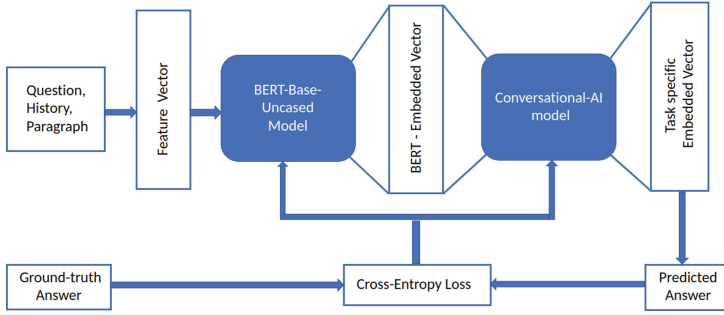 Question,
History,
Paragraph
Feature Vector
BERT-Base-
Uncased
Model
BERT - Embedded Vector
Conversational-AI
model
Task specific
Embedded Vector
Ground-truth
Answer
Cross-Entropy Loss
Predicted
Answer